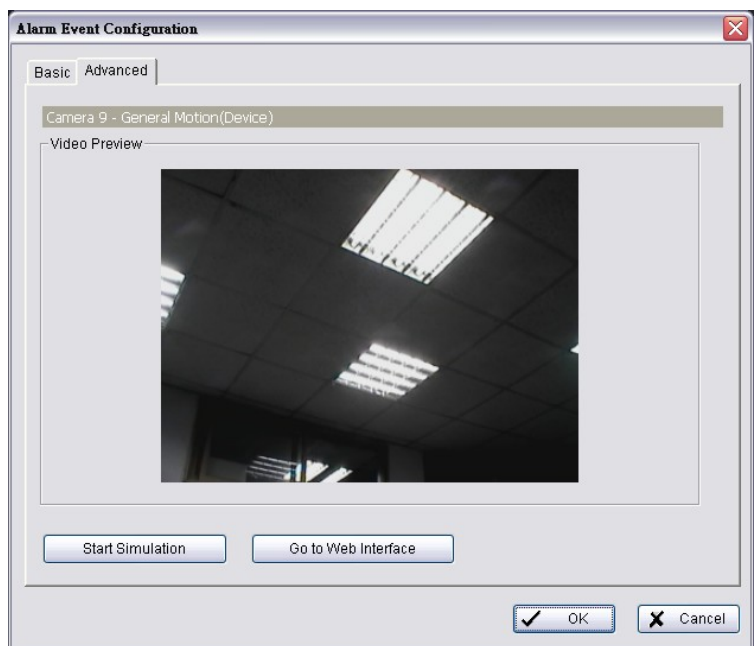 Alarm Event Configuration
Basic Advanced
Camera 9 - General Motion(Device)
Video Preview
Start Simulation Go to Web Interface
OK Cancel